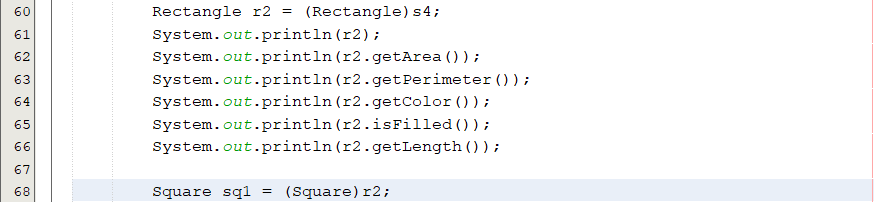 60 Rectangle r2 = (Rectangle)s4;
61 System.out.println(r2);
62 System.out.println(r2.getArea());
63 System.out.println(r2.getPerimeter());
64 System.out.println(r2.getColor());
65 System.out.println(r2.isFilled());
66 System.out.println(r2.getLength());
67
68 Square sq1 = (Square)r2;